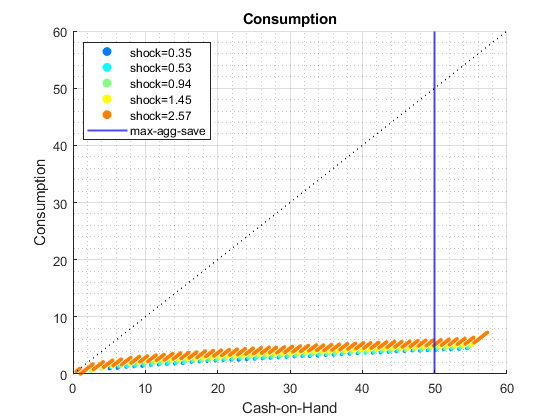 Consumption
60
50
40
30
20
10
0
Consumption
shock=0.35
shock=0.53
shock=0.94
shock=1.45
shock=2.57
max-agg-save
0 10 20 30 40 50 60
Cash-on-Hand